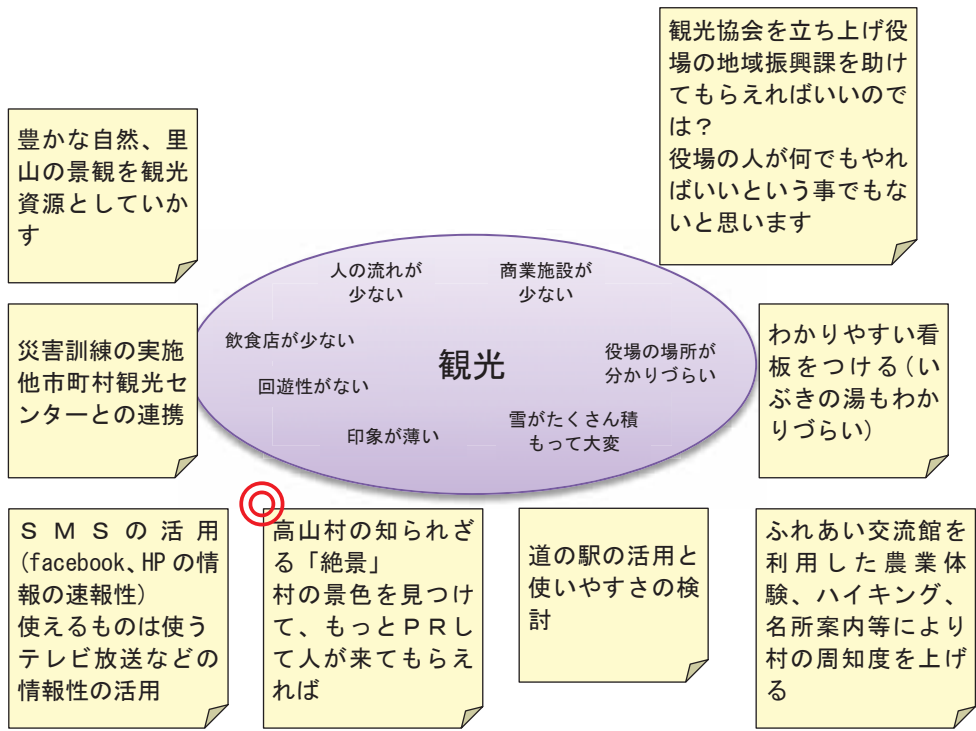 観光協会を立ち上げ役
場の地域振興課を助け
てもらえればいいので
は？
役場の人が何でもやれ
ばいいという事でもな
いと思います
豊かな自然、里
山の景観を観光
資源としていか
す
人の流れが
少ない
商業施設が
少ない
飲食店が少ない
回遊性がない
印象が薄い
観光
役場の場所が
分かりづらい
雪がたくさん積
もって大変
災害訓練の実施
他市町村観光セ
ンターとの連携
わかりやすい看
板をつける(い
ぶきの湯もわか
りづらい)
ＳＭＳの活用
(facebook、HPの情
報の速報性)
使えるものは使う
テレビ放送などの
情報性の活用
高山村の知られざ
る「絶景」
村の景色を見つけ
て、もっとＰＲし
て人が来てもらえ
れば
道の駅の活用と
使いやすさの検
討
ふれあい交流館を
利用した農業体
験、ハイキング、
名所案内等により
村の周知度を上げ
る